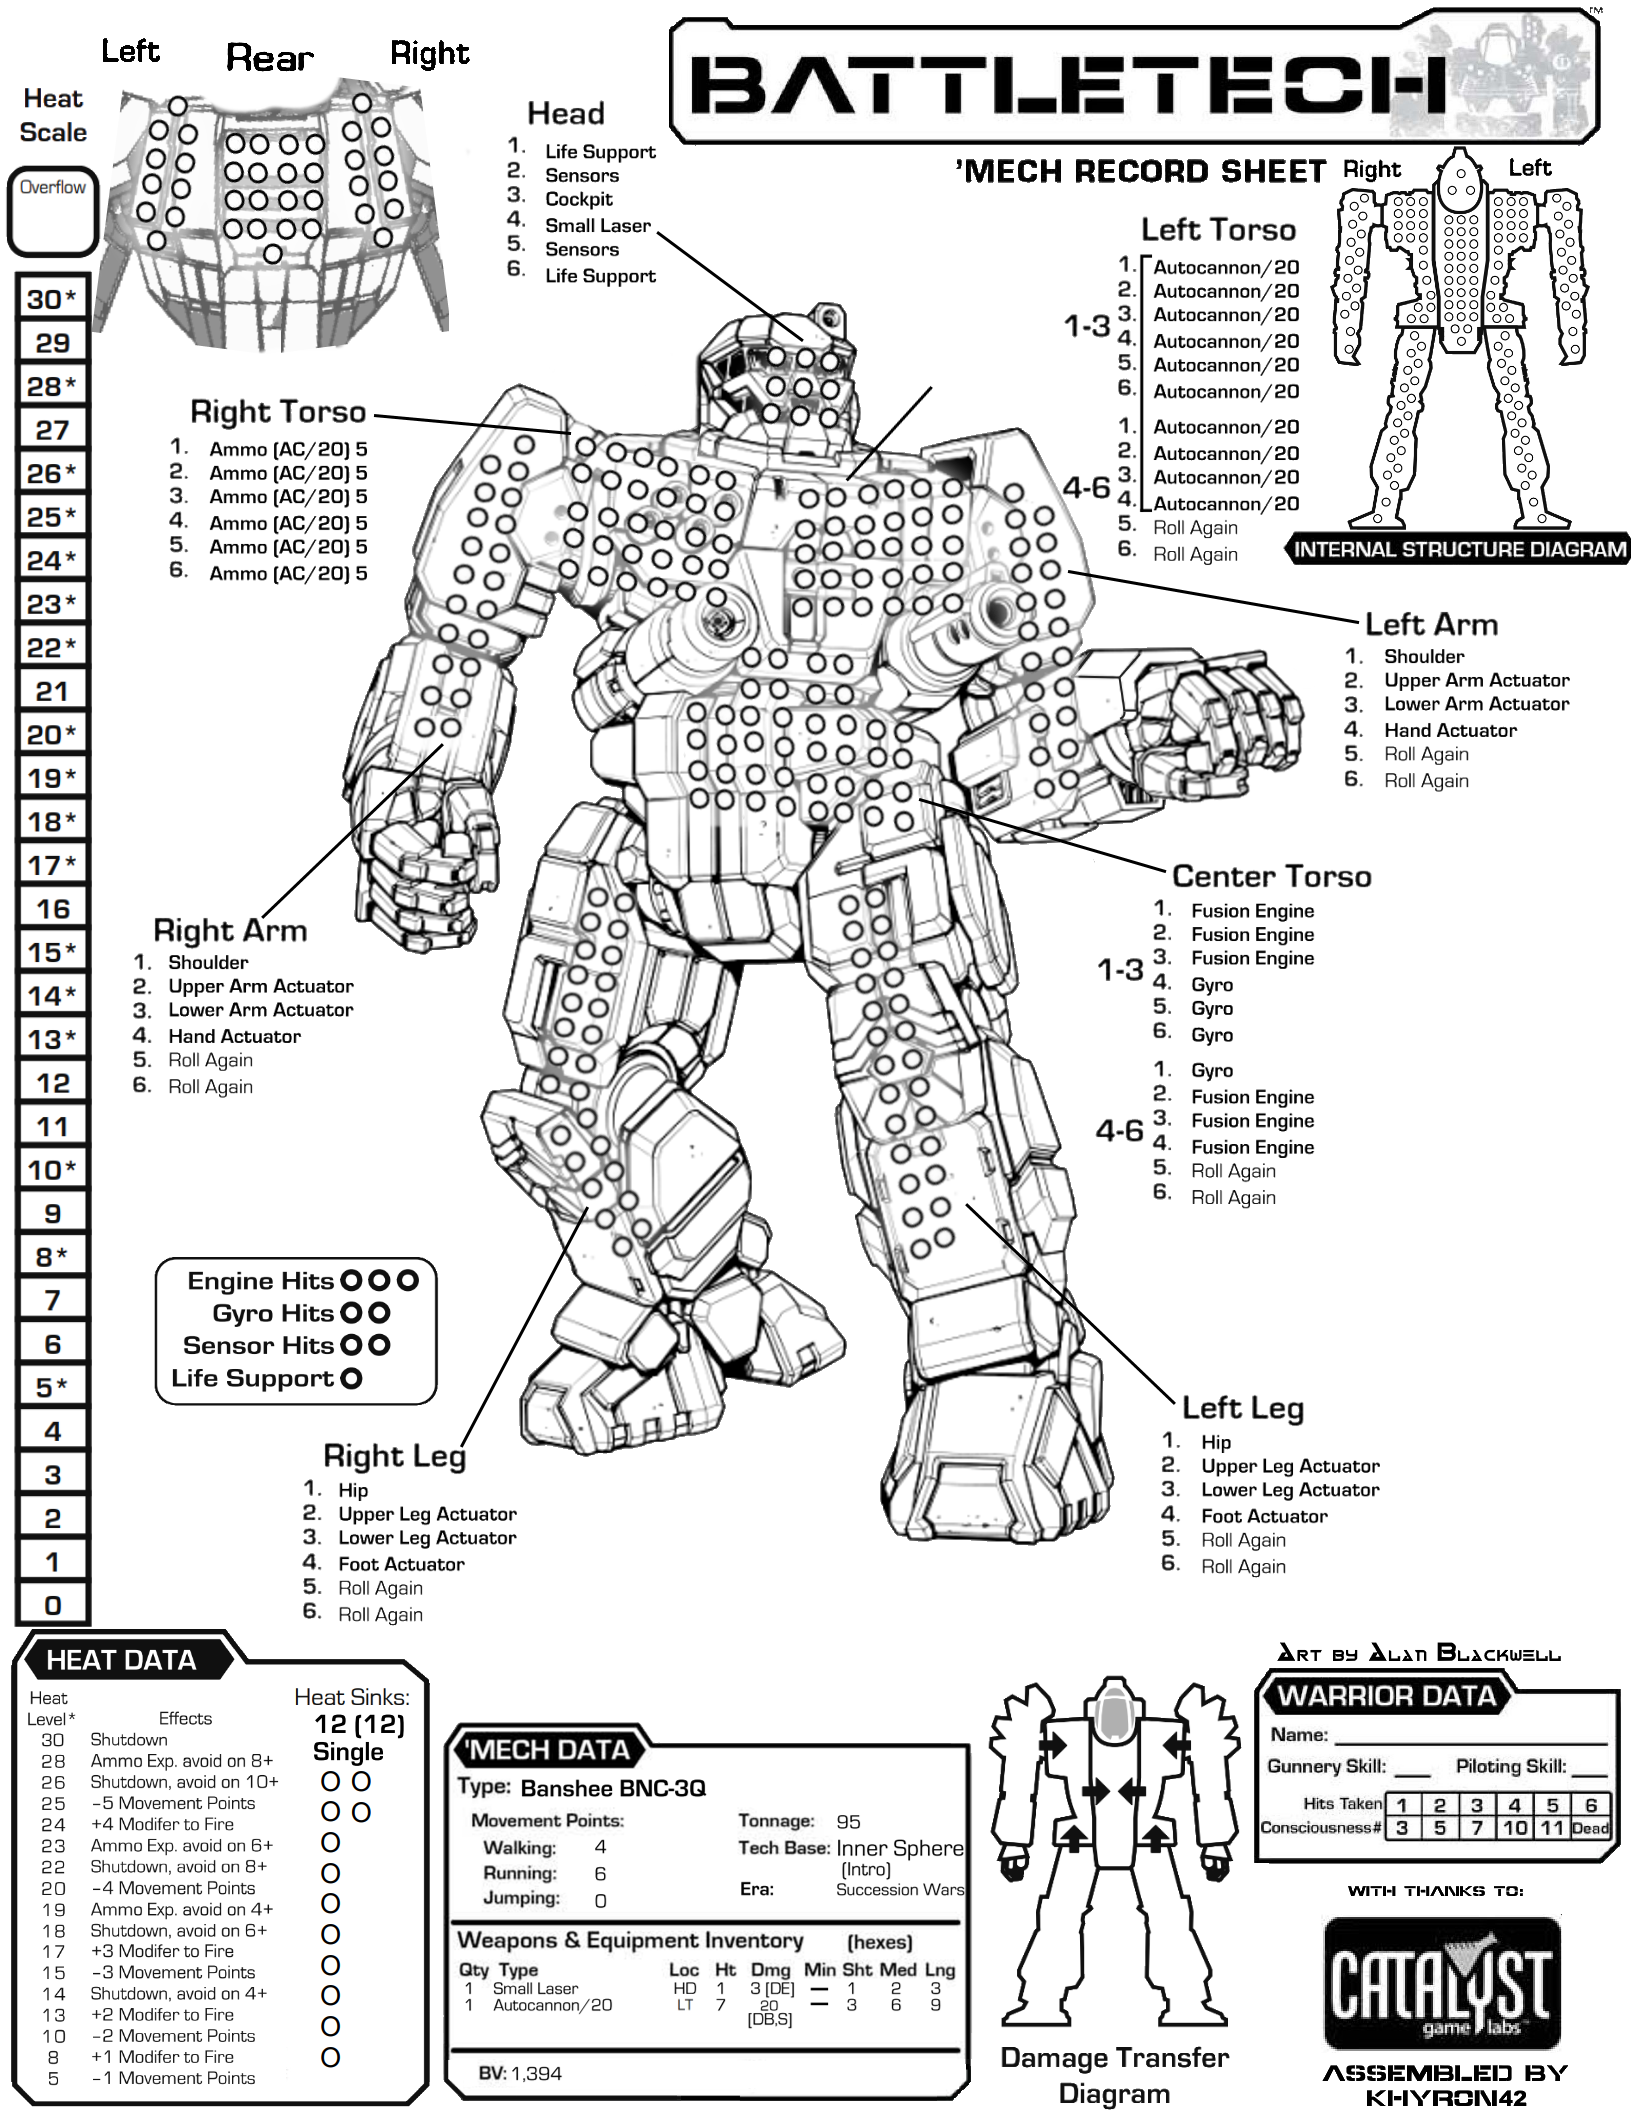 Left Rear Right
Heat
Scale
Overflow
30*
29
28*
27
26*
25*
24*
23*
22*
21
20*
19*
18*
17*
16
15*
14*
13*
12
11
10*
9
8*
7
6
5*
4
3
2
1
0
BATTLETECH™
'MECH RECORD SHEET
Head
1. Life Support
2. Sensors
3. Cockpit
4. Small Laser
5. Sensors
6. Life Support
Right Left
INTERNAL STRUCTURE DIAGRAM
Left Torso
1-3
1. Autocannon/20
2. Autocannon/20
3. Autocannon/20
4. Autocannon/20
5. Autocannon/20
6. Autocannon/20
4-6
1. Autocannon/20
2. Autocannon/20
3. Autocannon/20
4. Autocannon/20
5. Roll Again
6. Roll Again
Right Torso
1. Ammo (AC/20) 5
2. Ammo (AC/20) 5
3. Ammo (AC/20) 5
4. Ammo (AC/20) 5
5. Ammo (AC/20) 5
6. Ammo (AC/20) 5
Left Arm
1. Shoulder
2. Upper Arm Actuator
3. Lower Arm Actuator
4. Hand Actuator
5. Roll Again
6. Roll Again
Center Torso
1-3
1. Fusion Engine
2. Fusion Engine
3. Fusion Engine
4. Gyro
5. Gyro
6. Gyro
4-6
1. Gyro
2. Fusion Engine
3. Fusion Engine
4. Fusion Engine
5. Roll Again
6. Roll Again
Right Arm
1. Shoulder
2. Upper Arm Actuator
3. Lower Arm Actuator
4. Hand Actuator
5. Roll Again
6. Roll Again
Engine Hits
Gyro Hits
Sensor Hits
Life Support
Right Leg
1. Hip
2. Upper Leg Actuator
3. Lower Leg Actuator
4. Foot Actuator
5. Roll Again
6. Roll Again
Left Leg
1. Hip
2. Upper Leg Actuator
3. Lower Leg Actuator
4. Foot Actuator
5. Roll Again
6. Roll Again
HEAT DATA
Heat
Level* Effects
30 Shutdown
28 Ammo Exp. avoid on 8+
26 Shutdown, avoid on 10+
25 -5 Movement Points
24 +4 Modifer to Fire
23 Ammo Exp. avoid on 6+
22 Shutdown, avoid on 8+
20 -4 Movement Points
19 Ammo Exp. avoid on 4+
18 Shutdown, avoid on 6+
17 +3 Modifer to Fire
15 -3 Movement Points
14 Shutdown, avoid on 4+
13 +2 Modifer to Fire
10 -2 Movement Points
8 +1 Modifer to Fire
5 -1 Movement Points
Heat Sinks:
12 (12)
Single
'MECH DATA
Type: Banshee BNC-3Q
Movement Points:
Walking: 4
Running: 6
Jumping: 0
Tonnage: 95
Tech Base: Inner Sphere
(Intro)
Era: Succession Wars
Weapons & Equipment Inventory (hexes)
Qty Type Loc Ht Dmg Min Sht Med Lng
1 Small Laser HD 1 3 [DE] — 1 2 3
1 Autocannon/20 LT 7 20 — 3 6 9
[DB,S]
BV: 1,394
Damage Transfer
Diagram
Art by Alan Blackwell
WARRIOR DATA
Name:
Gunnery Skill: Piloting Skill:
Hits Taken 1 2 3 4 5 6
Consciousness# 3 5 7 10 11 Dead
WITH THANKS TO:
CATALYST
game labs
ASSEMBLED BY
KHYRON42